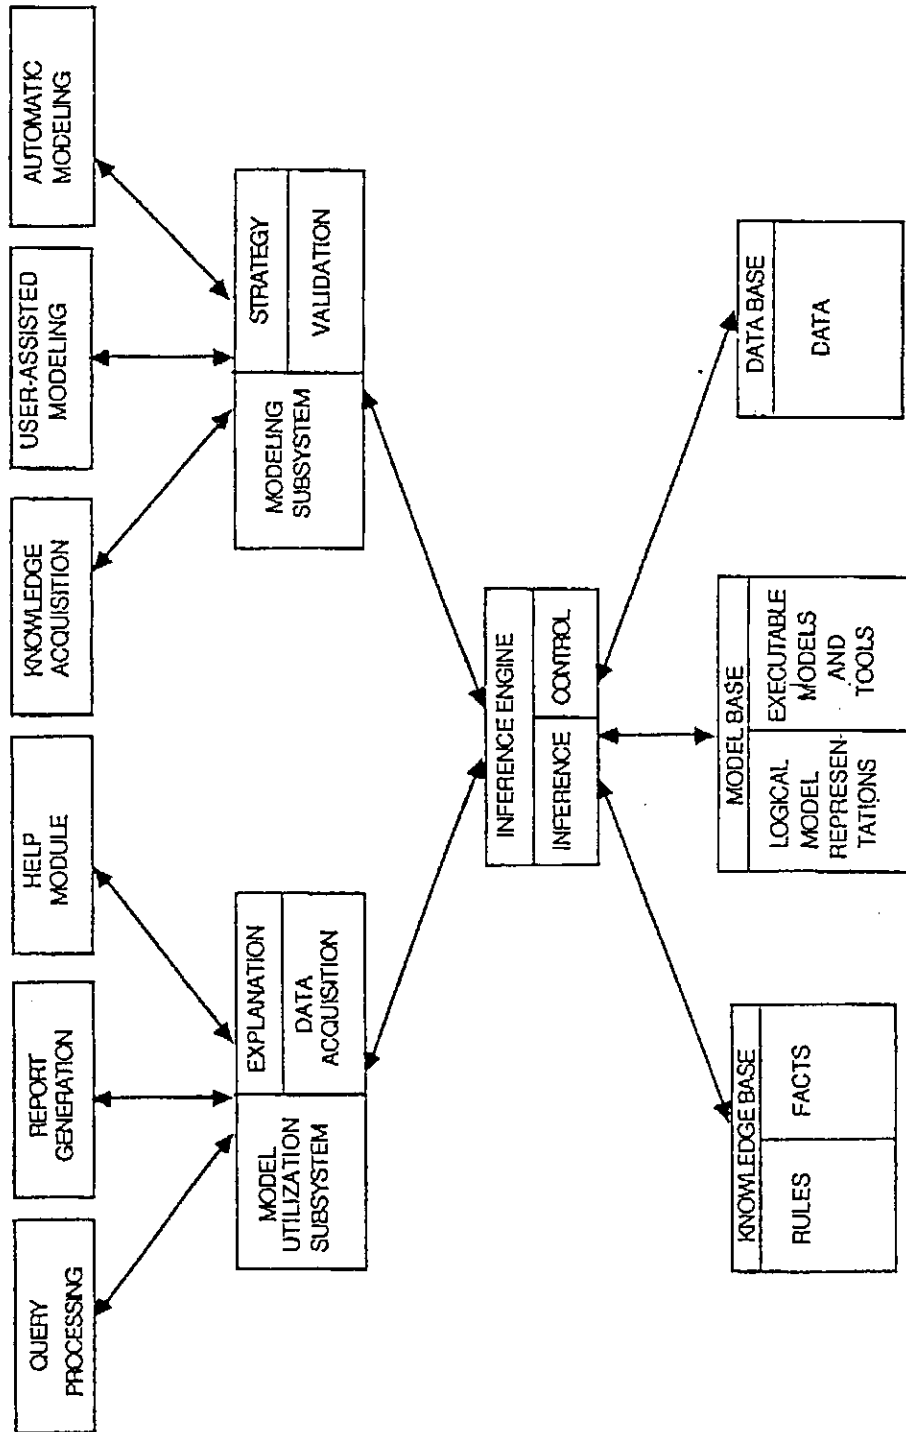 QUERY
PROCESSING
REPORT
GENERATION
HELP
MODULE
KNOWLEDGE
ACQUISITION
USER-ASSISTED
MODELING
AUTOMATIC
MODELING
MODEL
UTILIZATION
SUBSYSTEM
EXPLANATION
DATA
ACQUISITION
MODELING
SUBSYSTEM
STRATEGY
VALIDATION
INFERENCE ENGINE
INFERENCE
CONTROL
KNOWLEDGE BASE
RULES
FACTS
MODEL BASE
LOGICAL
MODEL
REPRESEN-
TATIONS
EXECUTABLE
MODELS
AND
TOOLS
DATA BASE
DATA